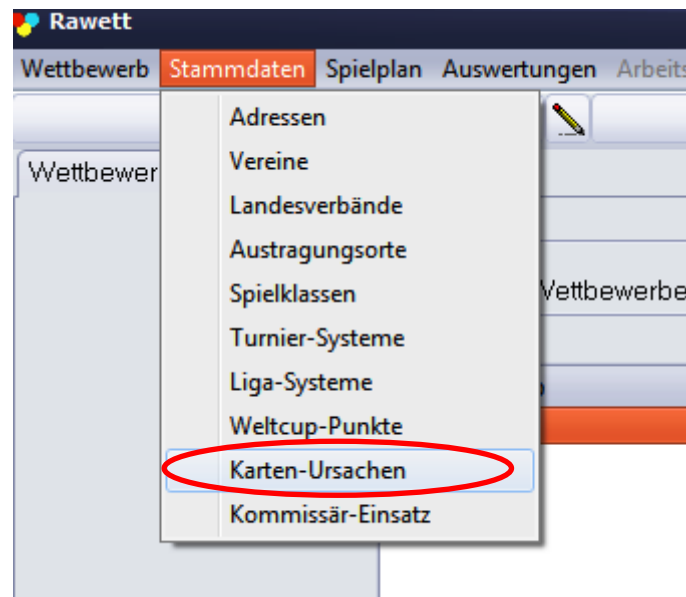 Rawett
Wettbewerb Stammdaten Spielplan Auswertungen Arbeits
Adressen
Vereine
Wettbewer
Landesverbände
Austragungsorte
Spielklassen
Wettbewerbe
Turnier-Systeme
Liga-Systeme
Weltcup-Punkte
Karten-Ursachen
Kommissär-Einsatz